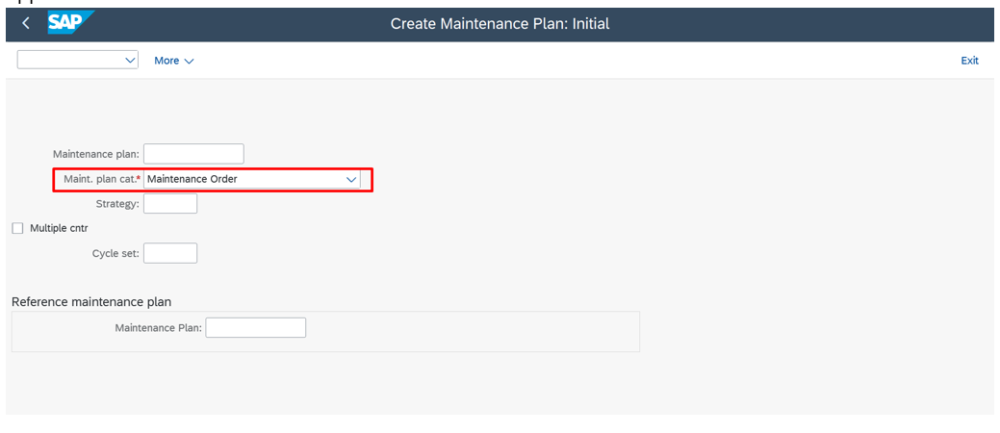 SAP Create Maintenance Plan: Initial
More Exit
Maintenance plan:
Maint. plan cat.:* Maintenance Order
Strategy:
Multiple cntr
Cycle set:
Reference maintenance plan
Maintenance Plan: